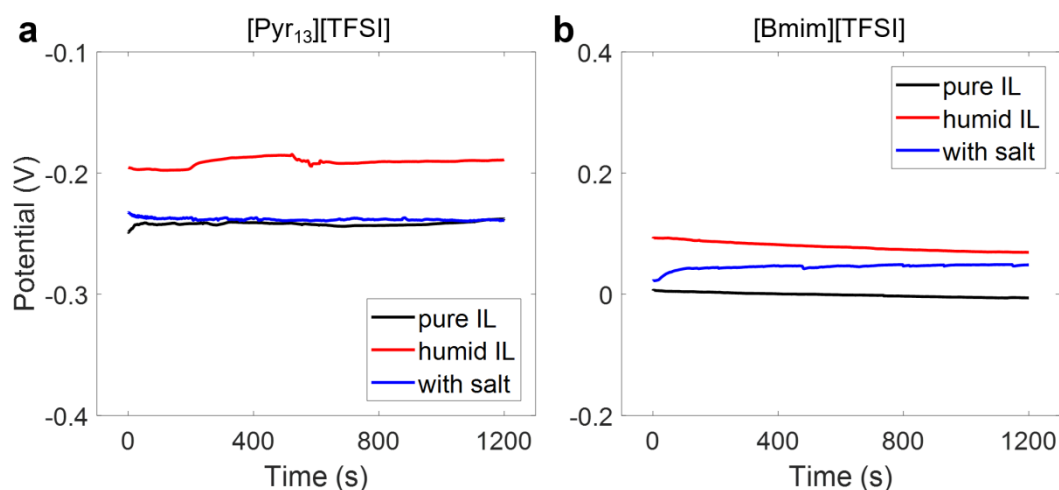 a [Pyr₁₃][TFSI]
-0.1
-0.2
-0.3
-0.4
Potential (V)
pure IL
humid IL
with salt
0 400 800 1200
Time (s)
b [Bmim][TFSI]
0.4
0.2
0
-0.2
pure IL
humid IL
with salt
0 400 800 1200
Time (s)